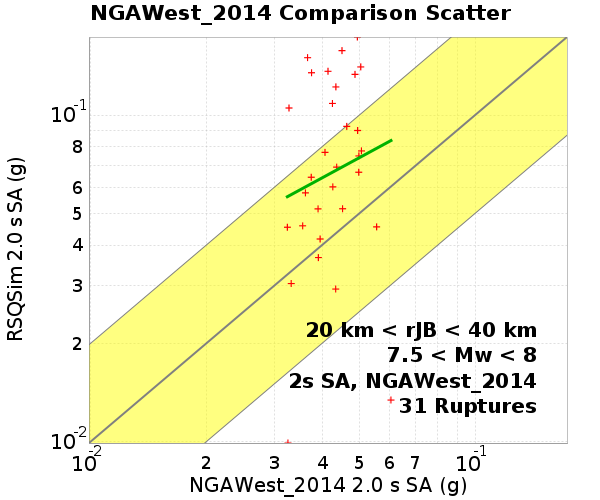 NGAWest_2014 Comparison Scatter
RSQSim 2.0 s SA (g)
10-1
8
6
5
4
3
2
10-2
20 km < rJB < 40 km
7.5 < Mw < 8
2s SA, NGAWest_2014
31 Ruptures
10-2 2 3 4 5 6 7 10-1
NGAWest_2014 2.0 s SA (g)